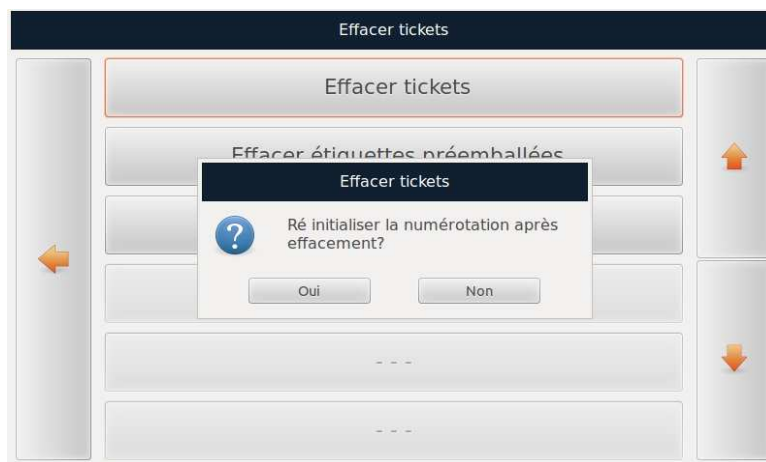 Effacer tickets
Effacer tickets
Effacer étiquettes préemballées
Effacer tickets
Ré initialiser la numérotation après
effacement?
Oui Non
- - -
- - -